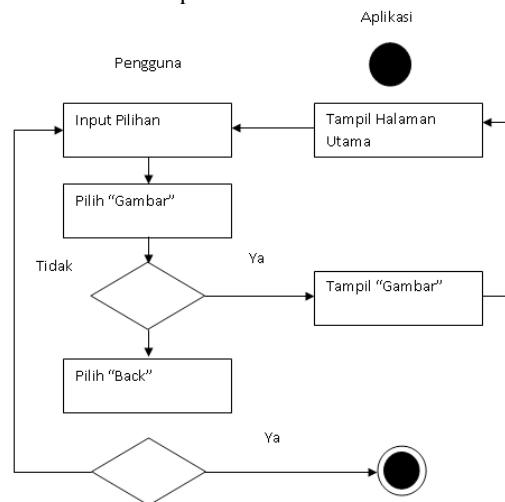 Aplikasi
Pengguna
Input Pilihan
Tampil Halaman
Utama
Pilih “Gambar”
Tidak
Ya
Tampil “Gambar”
Pilih “Back”
Ya